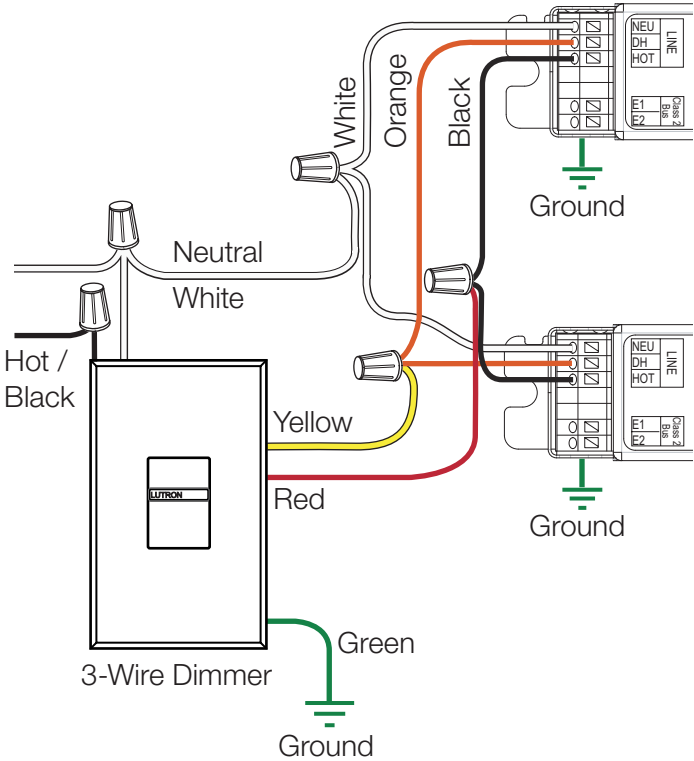 NEU
DH
HOT
LINE
E1
E2
Class 2
Bus
White
Orange
Black
Ground
Neutral
White
Hot /
Black
NEU
DH
HOT
LINE
E1
E2
Class 2
Bus
Yellow
Red
LUTRON
Ground
Green
3-Wire Dimmer
Ground